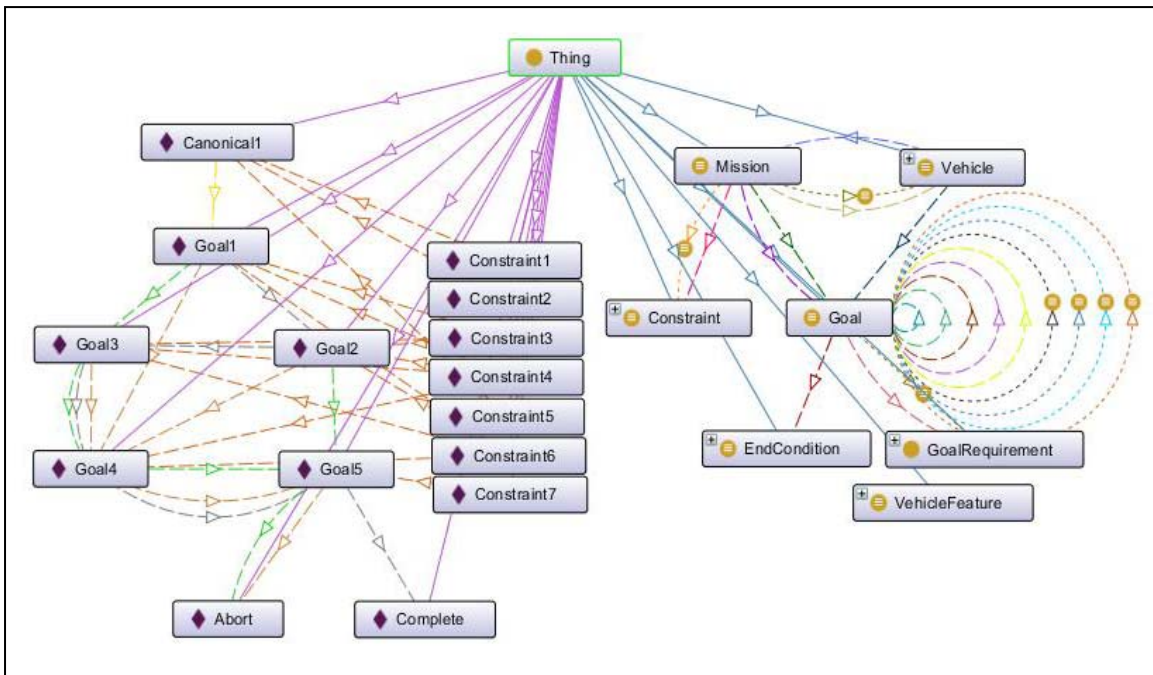 Thing
Canonical1
Mission
Vehicle
Goal1
Constraint1
Constraint2
Constraint
Goal
Goal3
Goal2
Constraint3
Constraint4
Constraint5
EndCondition
GoalRequirement
Goal4
Goal5
Constraint6
Constraint7
VehicleFeature
Abort
Complete